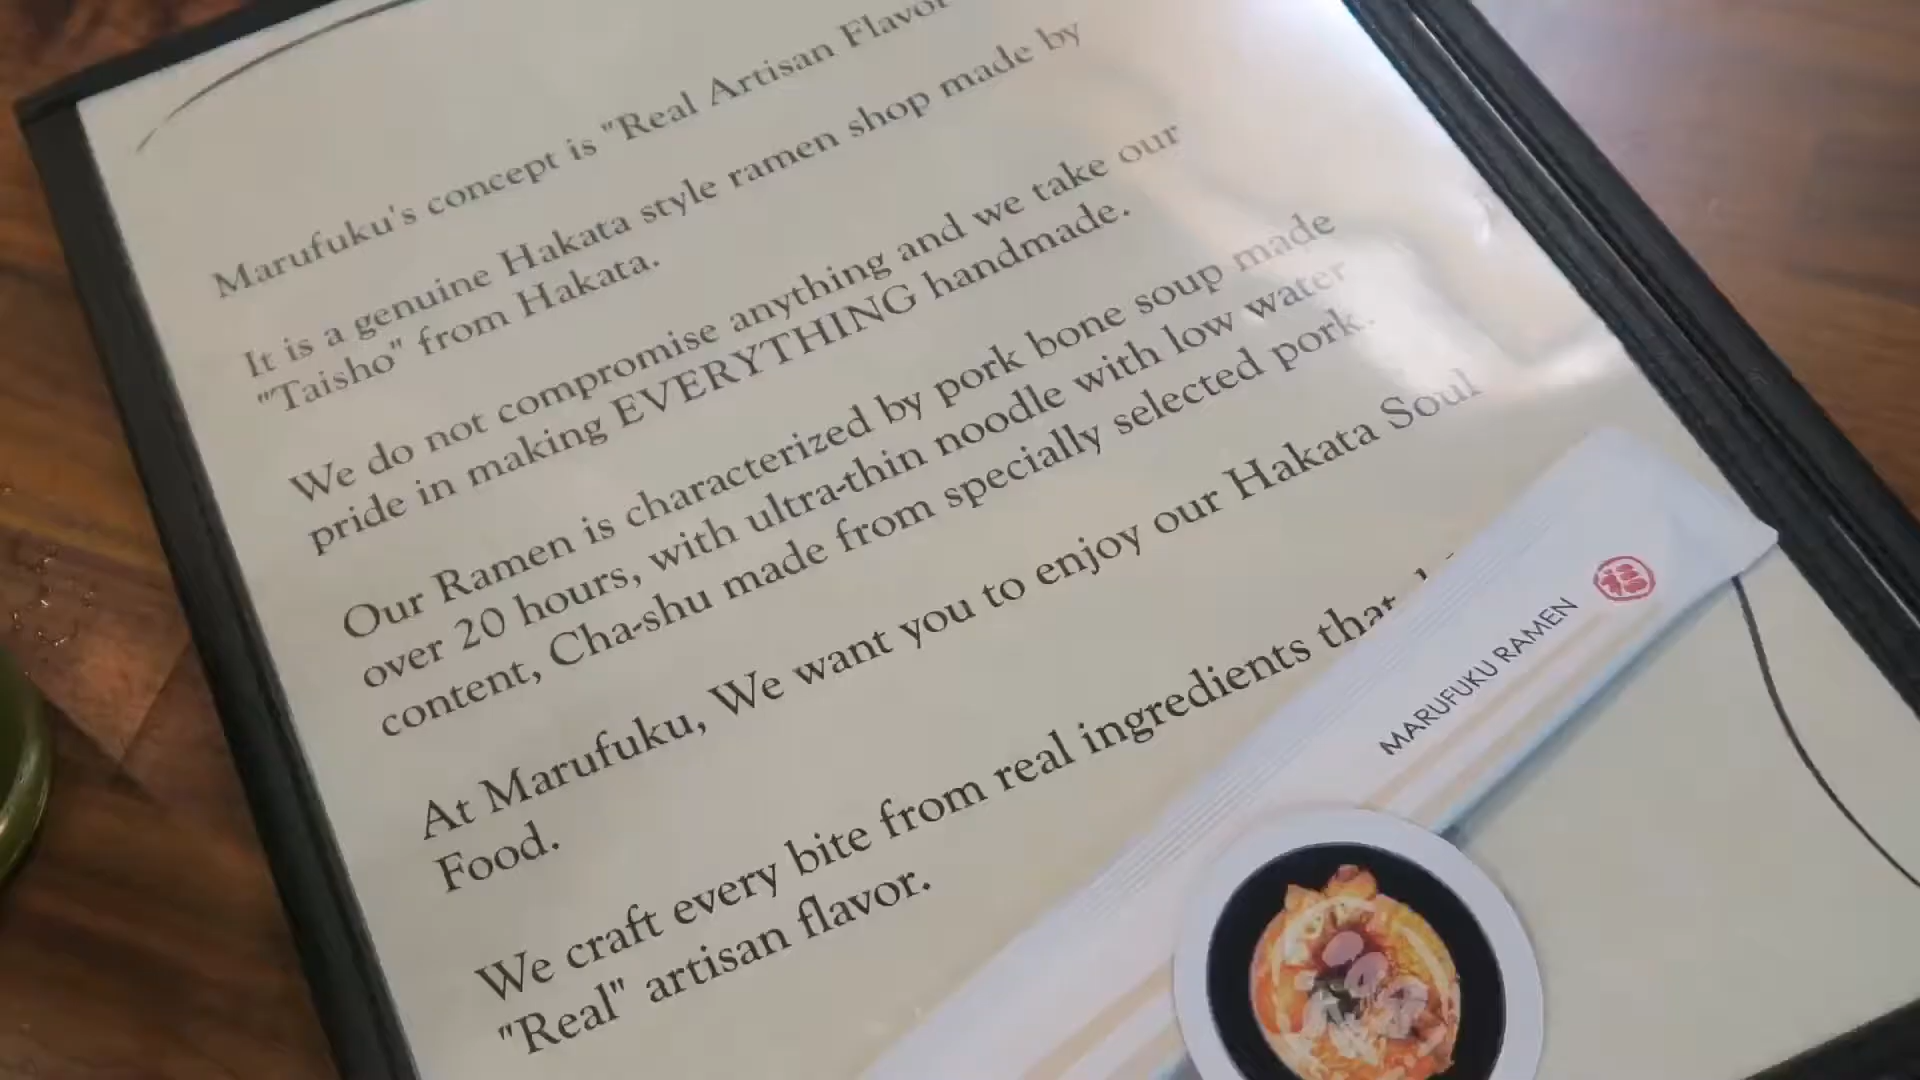 Marufuku's concept is "Real Artisan Flavor
It is a genuine Hakata style ramen shop made by
"Taisho" from Hakata.
We do not compromise anything and we take our
pride in making EVERYTHING handmade.
Our Ramen is characterized by pork bone soup made
over 20 hours, with ultra-thin noodle with low water
content, Cha-shu made from specially selected pork.
At Marufuku, We want you to enjoy our Hakata Soul
Food.
We craft every bite from real ingredients that
"Real" artisan flavor.
MARUFUKU RAMEN
福